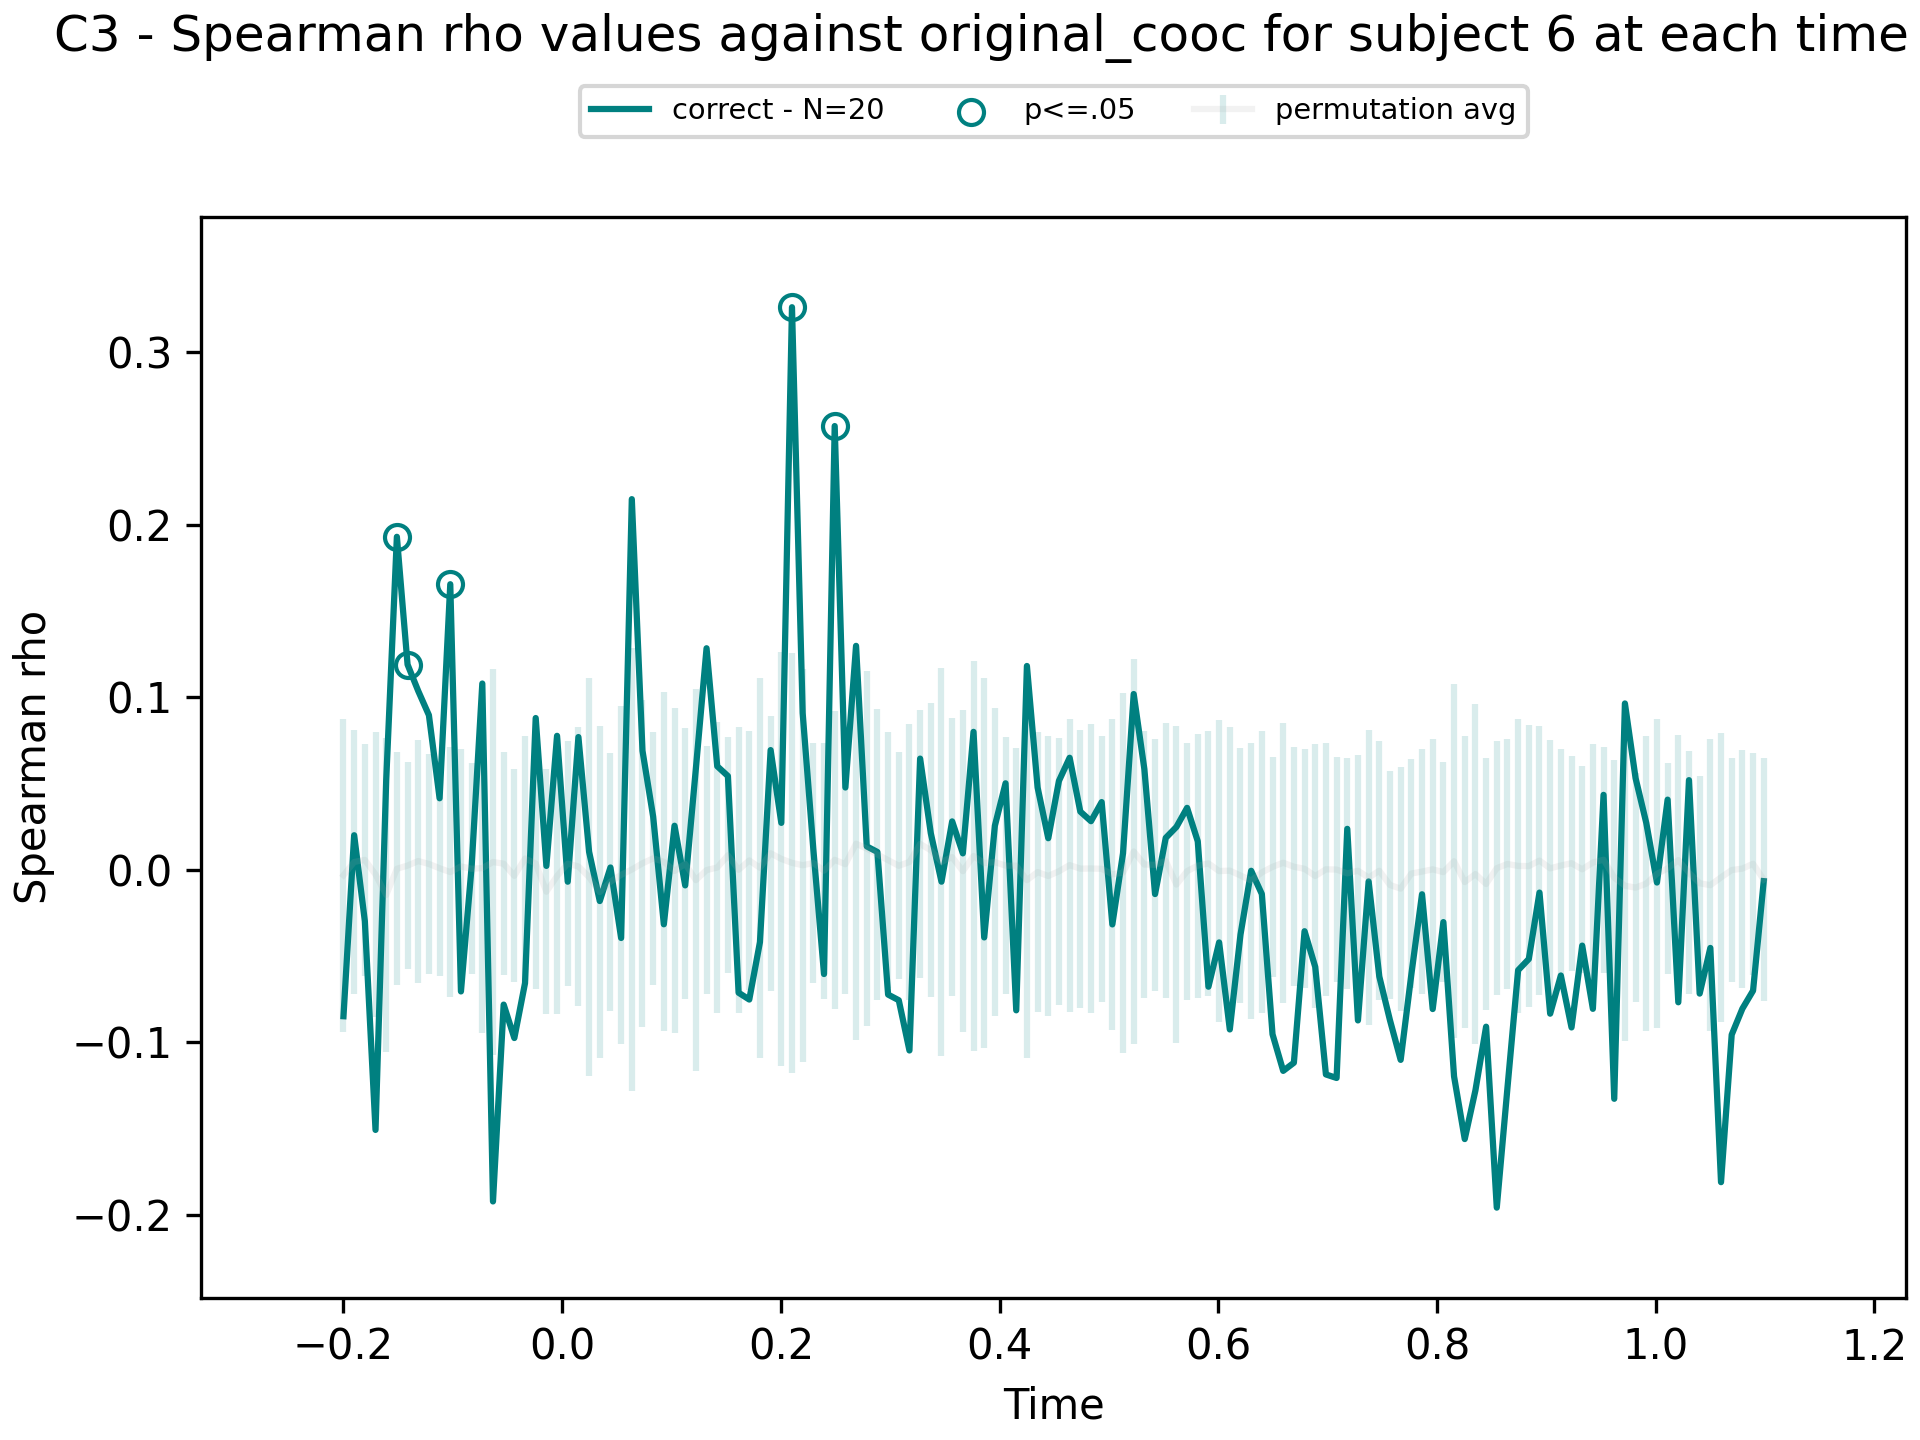 C3 - Spearman rho values against original_cooc for subject 6 at each time
correct - N=20
p<=.05
permutation avg
Spearman rho
0.3
0.2
0.1
0.0
−0.1
−0.2
−0.2
0.0
0.2
0.4
0.6
0.8
1.0
1.2
Time